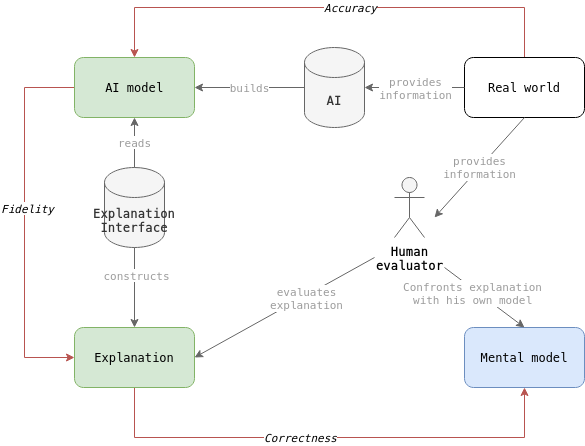 Accuracy
AI model
builds
AI
provides
information
Real world
reads
provides
information
Fidelity
Explanation
Interface
Human
evaluator
constructs
evaluates
explanation
Confronts explanation
with his own model
Explanation
Mental model
Correctness